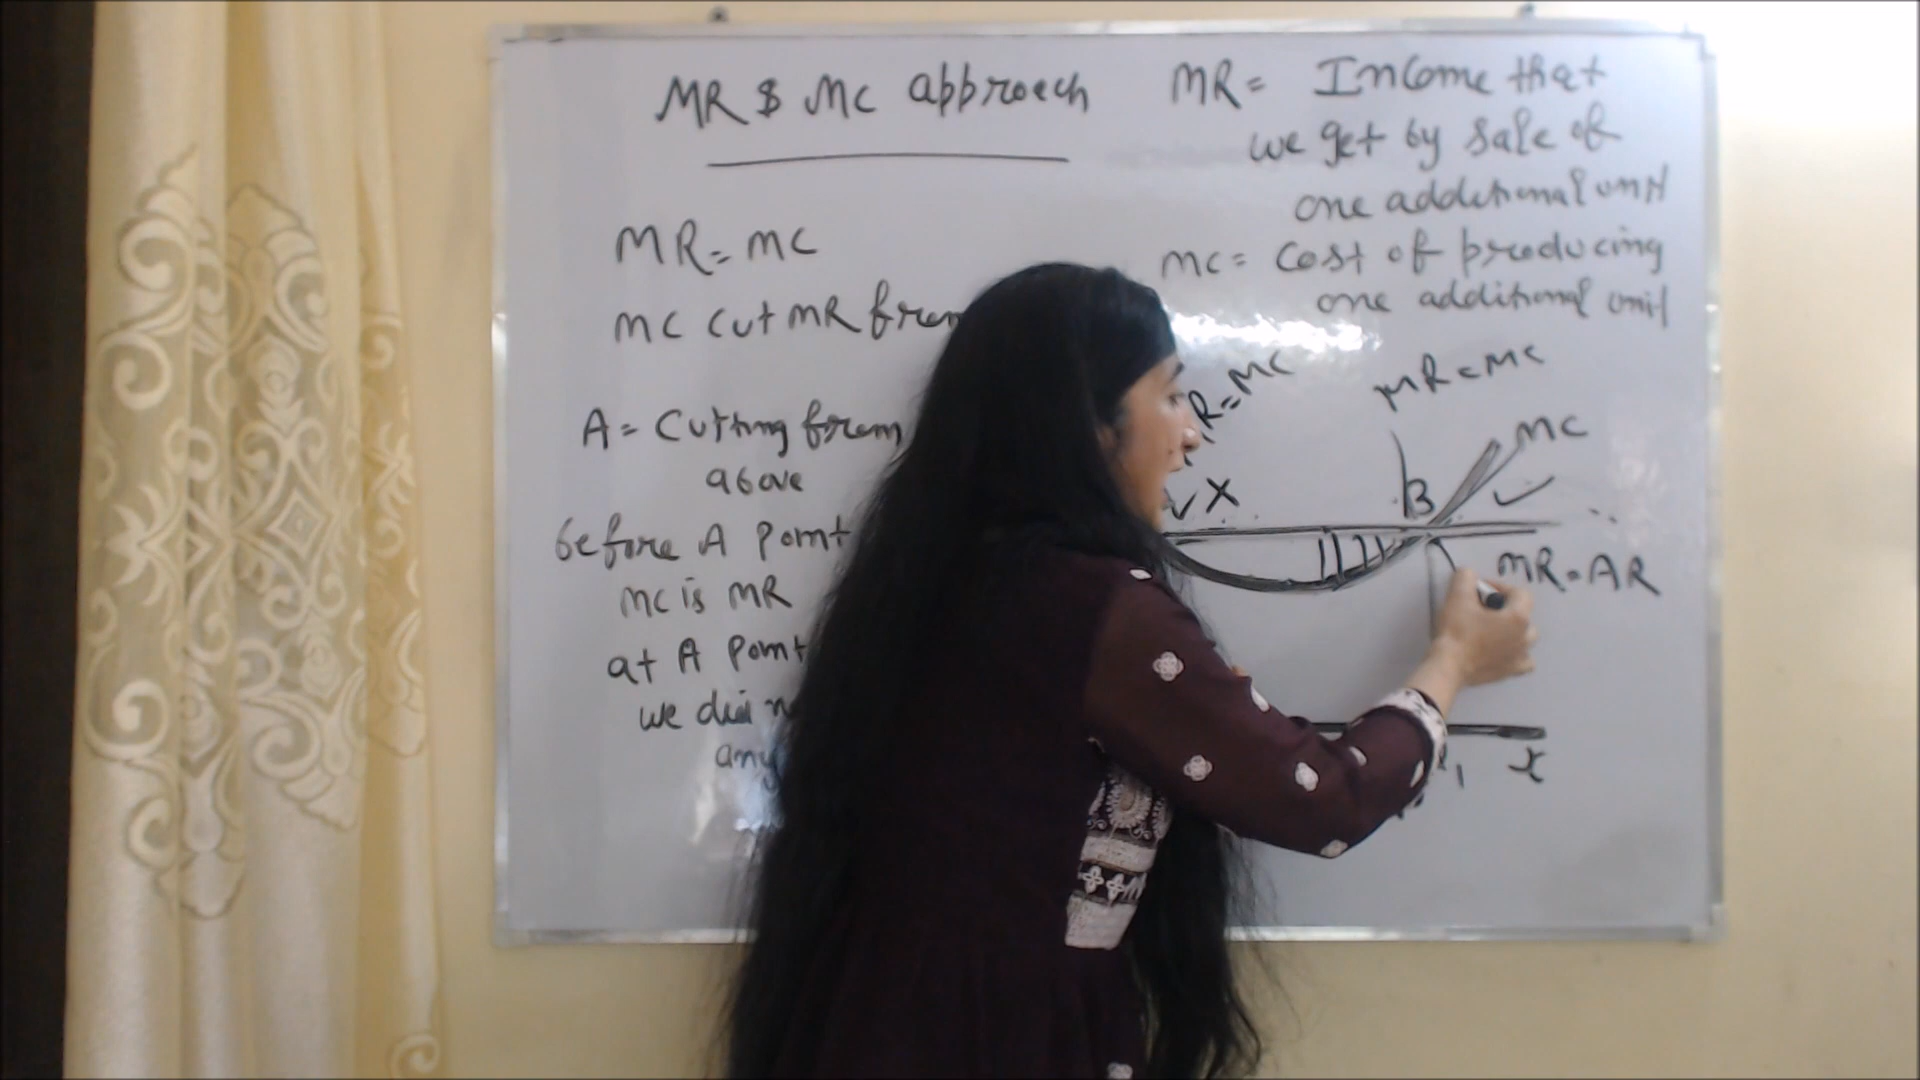 MR $ MC approach
MR = Income that
we get by sale of
one additional unit
MC = Cost of producing
one additional unit
MR = MC
MC cut MR from
A = Cutting from
above
before A point
MC is MR
at A point
we
any
R = MC
X
MR = MC
MC
B
MR = AR
x